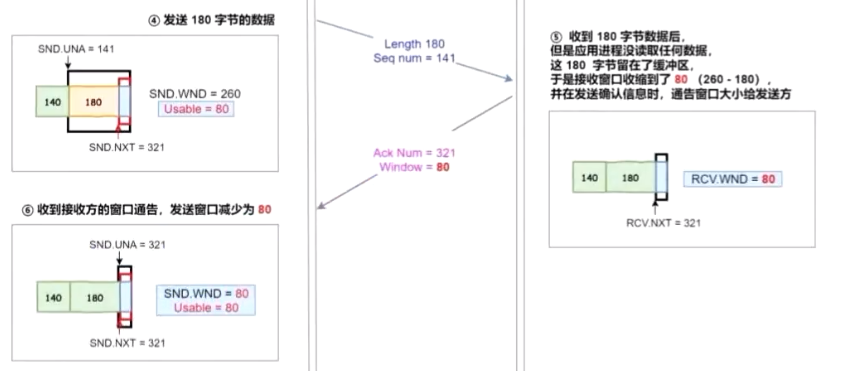 ④ 发送 180 字节的数据
SND.UNA = 141
140
180
SND.WND = 260
Usable = 80
SND.NXT = 321
Length 180
Seq num = 141
⑤ 收到 180 字节数据后,
但是应用进程没读取任何数据,
这 180 字节留在了缓冲区,
于是接收窗口收缩到了 80 (260 - 180),
并在发送确认信息时, 通告窗口大小给发送方
Ack Num = 321
Window = 80
140
180
RCV.WND = 80
RCV.NXT = 321
⑥ 收到接收方的窗口通告, 发送窗口减少为 80
SND.UNA = 321
140
180
SND.WND = 80
Usable = 80
SND.NXT = 321